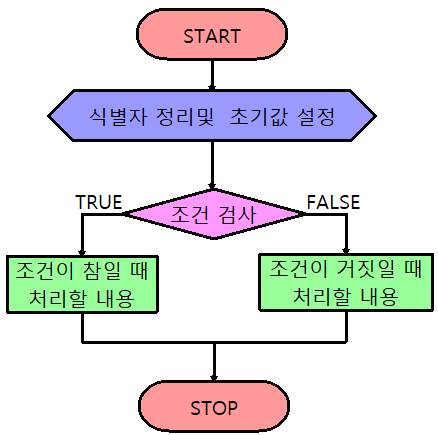 START
식별자 정리및 초기값 설정
조건 검사
TRUE
FALSE
조건이 참일 때
처리할 내용
조건이 거짓일 때
처리할 내용
STOP